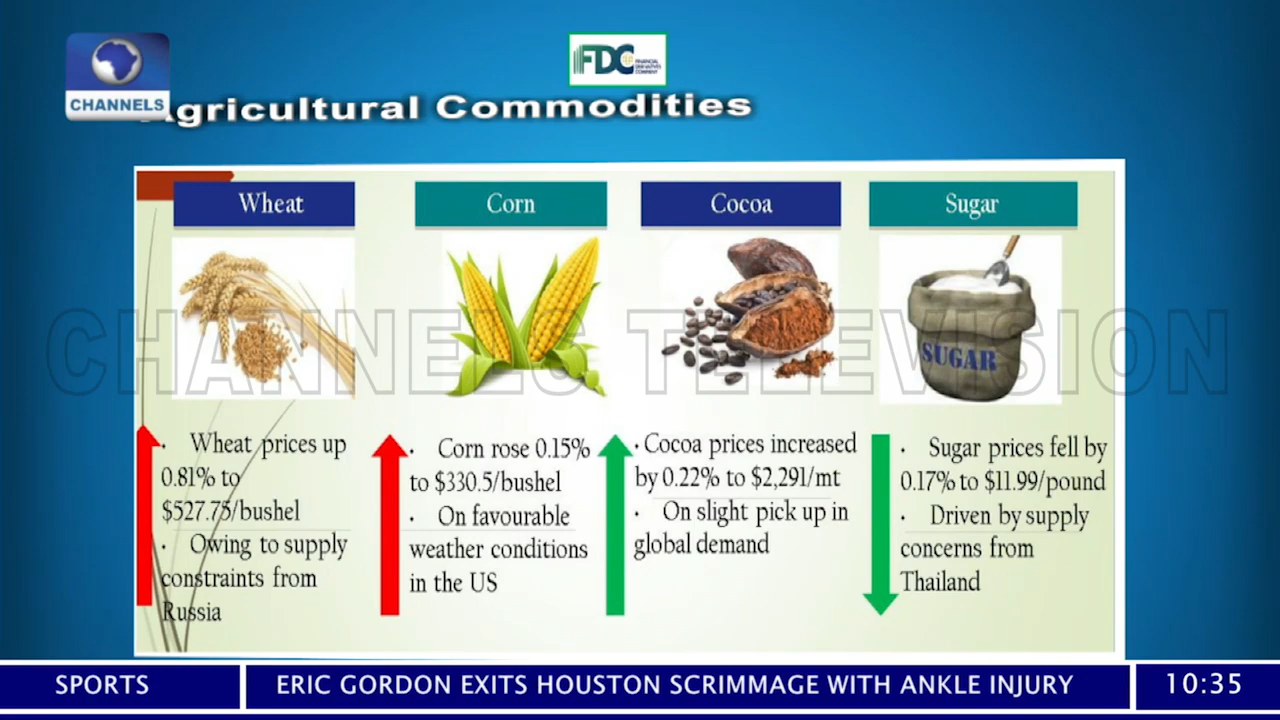 CHANNELS
FDC
FINANCIAL
DERIVATIVES
COMPANY
Agricultural Commodities
Wheat
Corn
Cocoa
Sugar
SUGAR
CHANNELS TELEVISION
· Wheat prices up
0.81% to
$527.75/bushel
· Owing to supply
constraints from
Russia
· Corn rose 0.15%
to $330.5/bushel
· On favourable
weather conditions
in the US
· Cocoa prices increased
by 0.22% to $2,291/mt
· On slight pick up in
global demand
· Sugar prices fell by
0.17% to $11.99/pound
· Driven by supply
concerns from
Thailand
SPORTS
ERIC GORDON EXITS HOUSTON SCRIMMAGE WITH ANKLE INJURY
10:35